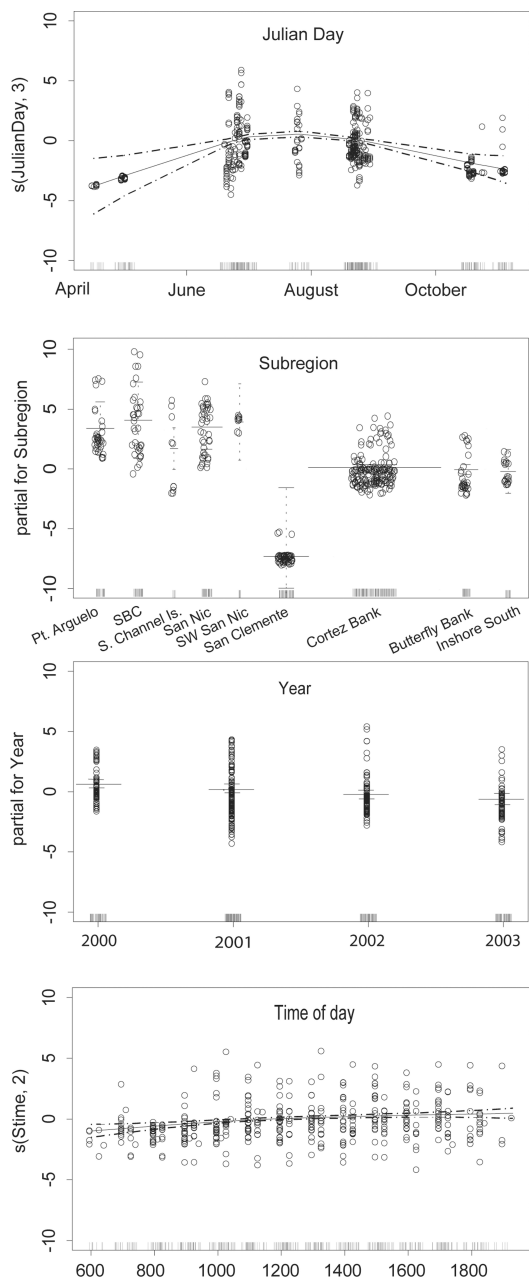 Julian Day
s(JulianDay, 3)
10
5
0
-5
-10
April
June
August
October
Subregion
partial for Subregion
10
5
0
-5
-10
Pt. Arguelo
SBC
S. Channel Is.
San Nic
SW San Nic
San Clemente
Cortez Bank
Butterfly Bank
Inshore South
Year
partial for Year
10
5
0
-5
-10
2000
2001
2002
2003
Time of day
s(Stime, 2)
10
5
0
-5
-10
600
800
1000
1200
1400
1600
1800